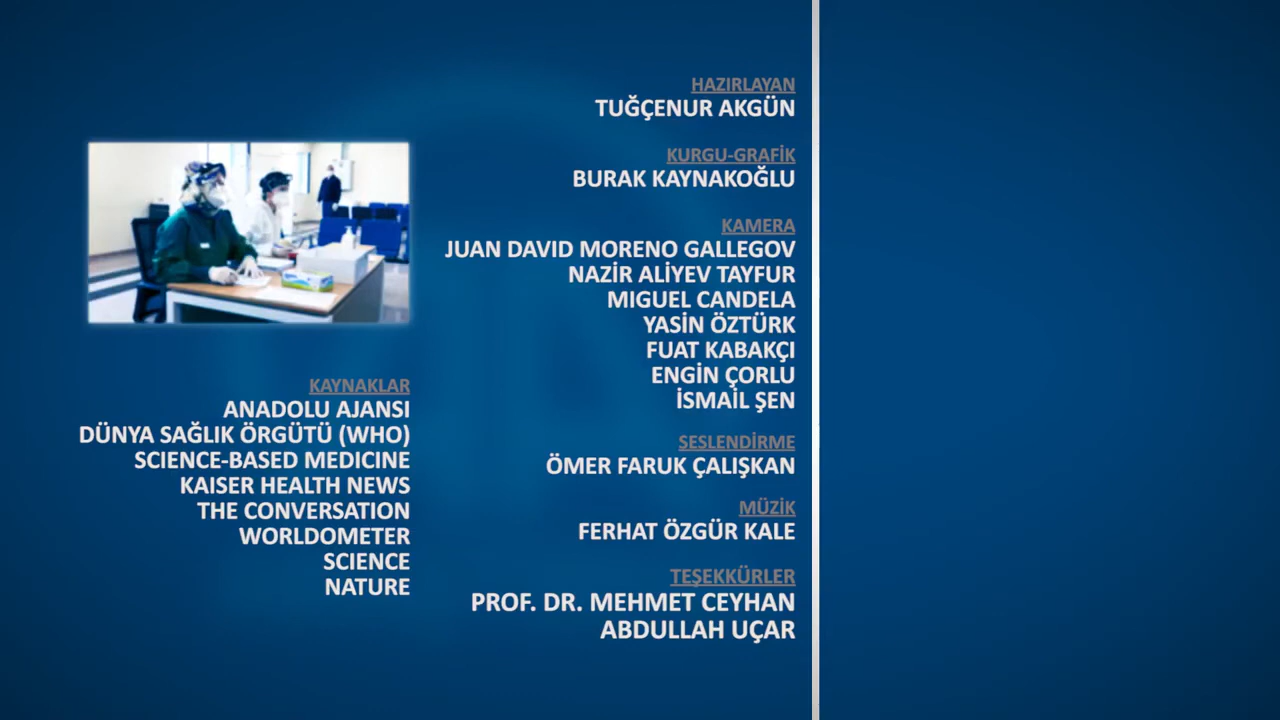 HAZIRLAYAN
TUĞÇENUR AKGÜN
KURGU-GRAFİK
BURAK KAYNAKOĞLU
KAMERA
JUAN DAVID MORENO GALLEGOV
NAZİR ALİYEV TAYFUR
MIGUEL CANDELA
YASİN ÖZTÜRK
FUAT KABAKÇI
ENGİN ÇORLU
İSMAİL ŞEN
SESLENDİRME
ÖMER FARUK ÇALIŞKAN
MÜZİK
FERHAT ÖZGÜR KALE
TEŞEKKÜRLER
PROF. DR. MEHMET CEYHAN
ABDULLAH UÇAR
KAYNAKLAR
ANADOLU AJANSI
DÜNYA SAĞLIK ÖRGÜTÜ (WHO)
SCIENCE-BASED MEDICINE
KAISER HEALTH NEWS
THE CONVERSATION
WORLDOMETER
SCIENCE
NATURE